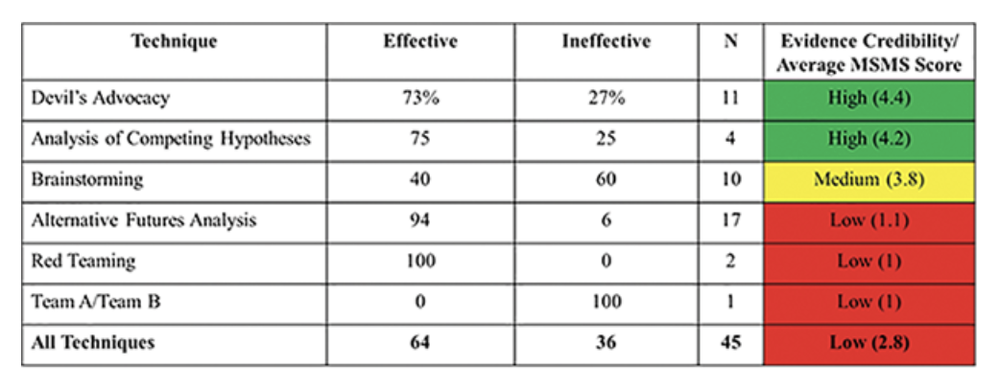 Technique Effective Ineffective N Evidence Credibility/
Average MSMS Score
Devil's Advocacy 73% 27% 11 High (4.4)
Analysis of Competing Hypotheses 75 25 4 High (4.2)
Brainstorming 40 60 10 Medium (3.8)
Alternative Futures Analysis 94 6 17 Low (1.1)
Red Teaming 100 0 2 Low (1)
Team A/Team B 0 100 1 Low (1)
All Techniques 64 36 45 Low (2.8)